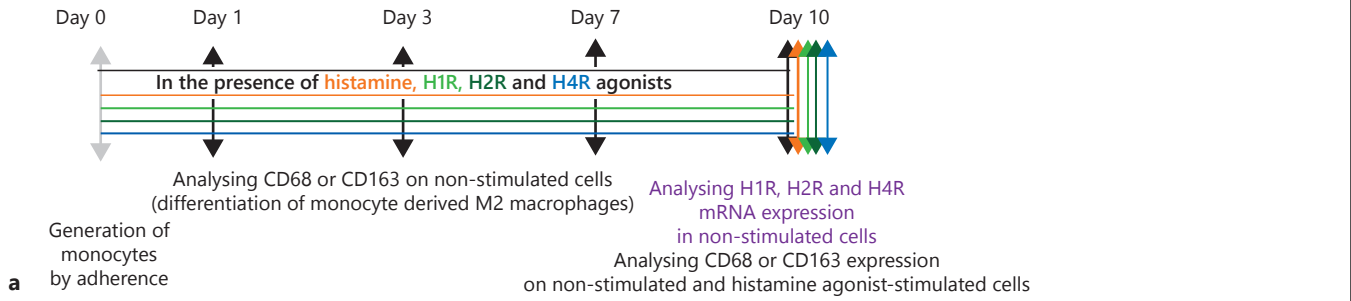 Day 0
Day 1
Day 3
Day 7
Day 10
In the presence of histamine, H1R, H2R and H4R agonists
Analysing CD68 or CD163 on non-stimulated cells
(differentiation of monocyte derived M2 macrophages)
Generation of
monocytes
by adherence
Analysing H1R, H2R and H4R
mRNA expression
in non-stimulated cells
Analysing CD68 or CD163 expression
on non-stimulated and histamine agonist-stimulated cells
a